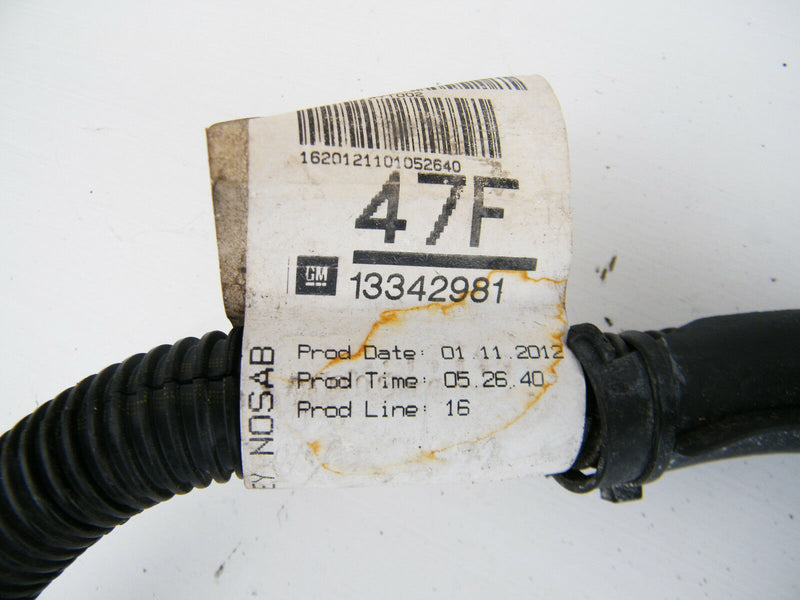 1620121101052640
47F
GM
13342981
Prod Date: 01.11.2012
Prod Time: 05.26.40
Prod Line: 16
NOSAB